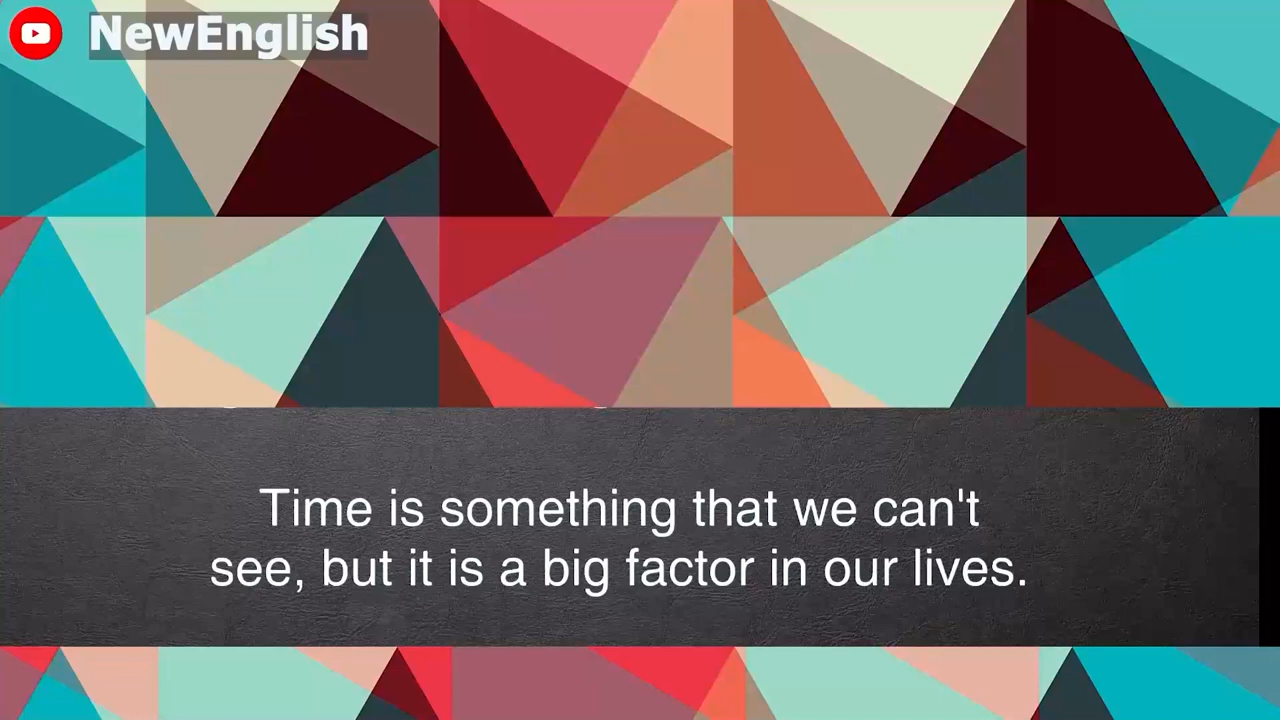 NewEnglish
Time is something that we can't
see, but it is a big factor in our lives.